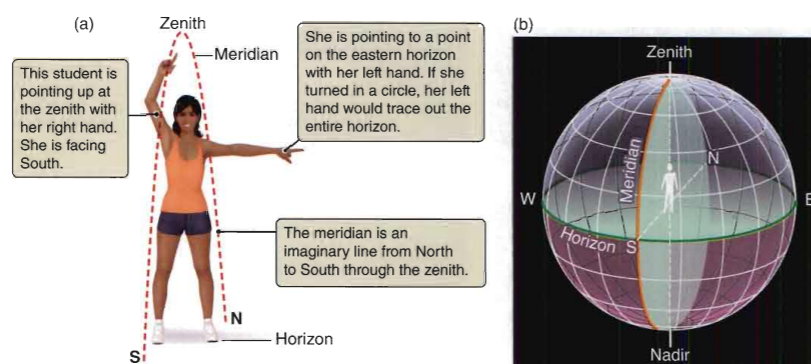 (a)
Zenith
Meridian
This student is
pointing up at
the zenith with
her right hand.
She is facing
South.
She is pointing to a point
on the eastern horizon
with her left hand. If she
turned in a circle, her left
hand would trace out the
entire horizon.
The meridian is an
imaginary line from North
to South through the zenith.
N
Horizon
S
(b)
Zenith
Meridian
N
W
E
Horizon
S
Nadir